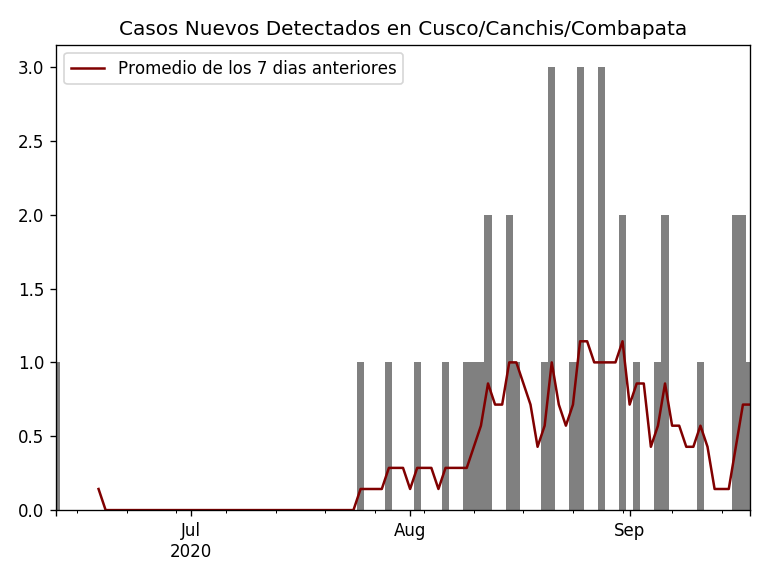 Casos Nuevos Detectados en Cusco/Canchis/Combapata
Promedio de los 7 dias anteriores
3.0
2.5
2.0
1.5
1.0
0.5
0.0
Jul
2020
Aug
Sep